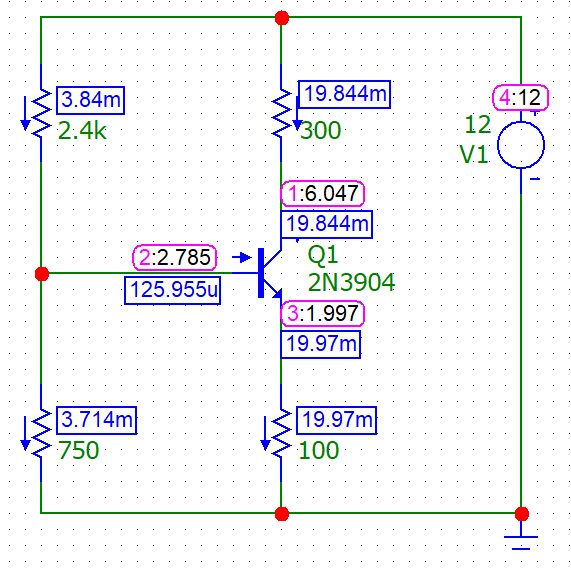 4:12
3.84m
19.844m
2.4k
300
12
V1
1:6.047
19.844m
2:2.785
Q1
125.955u
2N3904
3:1.997
19.97m
3.714m
19.97m
750
100